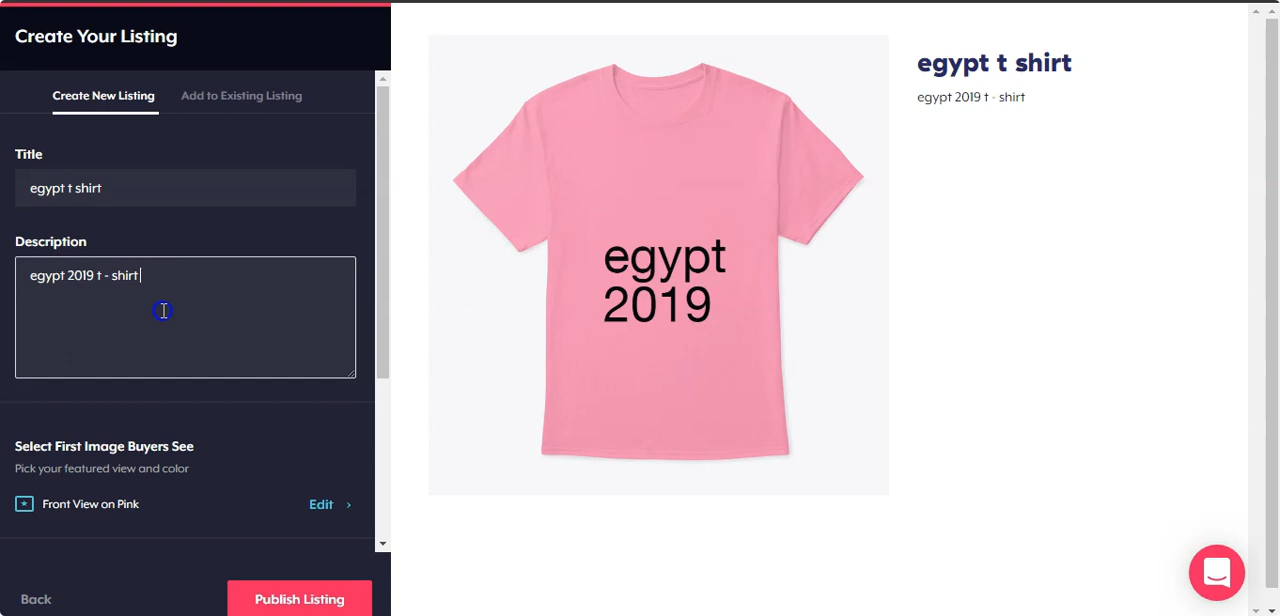 Create Your Listing
Create New Listing
Add to Existing Listing
Title
egypt t shirt
Description
egypt 2019 t - shirt
Select First Image Buyers See
Pick your featured view and color
Front View on Pink
Edit ›
Back
Publish Listing
egypt
2019
egypt t shirt
egypt 2019 t - shirt